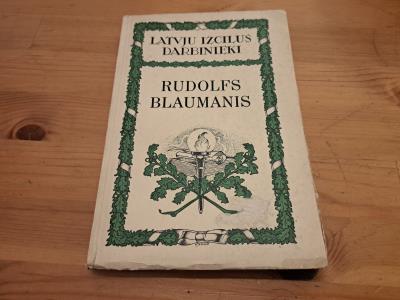 LATVJU IZCILUS
DARBINIEKI
RUDOLFS
BLAUMANIS